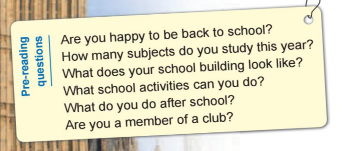 Pre-reading
questions
Are you happy to be back to school?
How many subjects do you study this year?
What does your school building look like?
What school activities can you do?
What do you do after school?
Are you a member of a club?